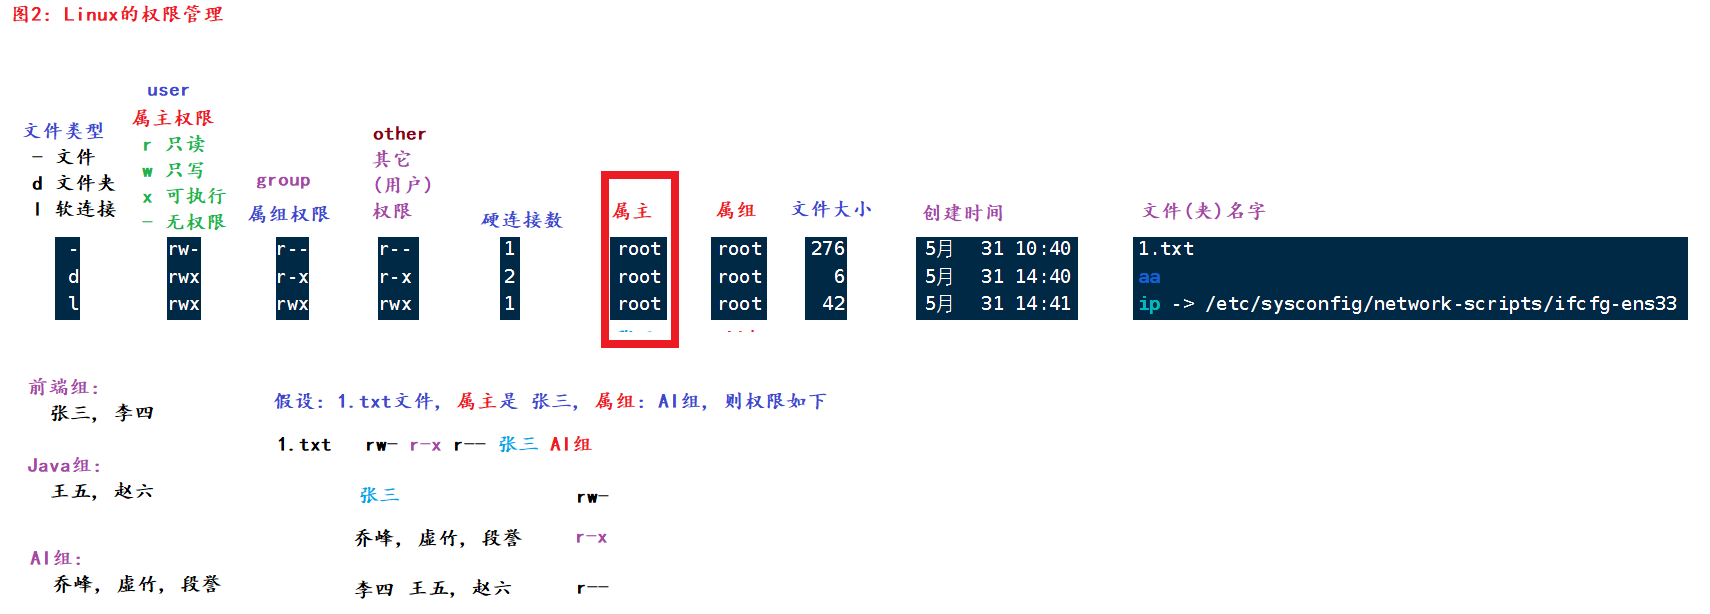 图2: Linux的权限管理
user
属主权限
文件类型
- 文件
d 文件夹
l 软连接
r 只读
w 只写
x 可执行
- 无权限
group
属组权限
other
其它
(用户)
权限
硬连接数
属主
属组
文件大小
创建时间
文件(夹)名字
- rw- r-- r-- 1 root root 276 5月 31 10:40 1.txt
d rwx r-x r-x 2 root root 6 5月 31 14:40 aa
l rwx rwx rwx 1 root root 42 5月 31 14:41 ip -> /etc/sysconfig/network-scripts/ifcfg-ens33
前端组:
张三, 李四
Java组:
王五, 赵六
AI组:
乔峰, 虚竹, 段誉
假设: 1.txt文件, 属主是 张三, 属组: AI组, 则权限如下
1.txt rw- r-x r-- 张三 AI组
张三 rw-
乔峰, 虚竹, 段誉 r-x
李四 王五, 赵六 r--